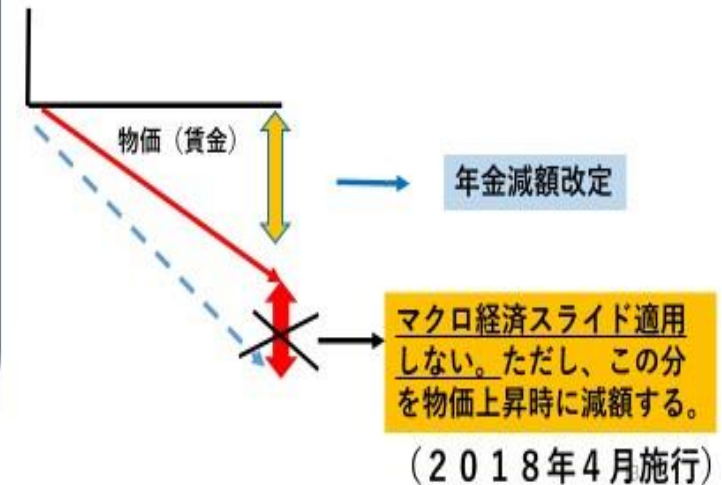 物価（賃金）
年金減額改定
マクロ経済スライド適用
しない。ただし、この分
を物価上昇時に減額する。
（２０１８年４月施行）